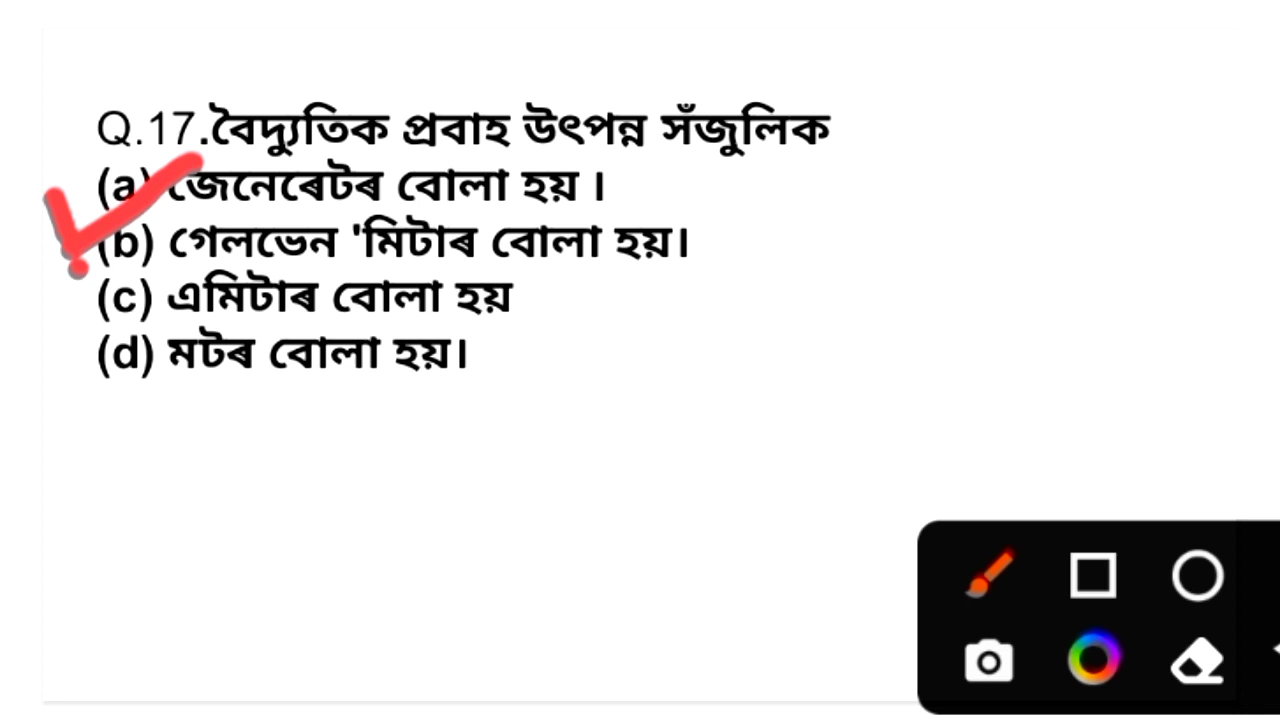 Q.17.বৈদ্যুতিক প্ৰবাহ উৎপন্ন সঁজুলিক
(a) জেনেৰেটৰ বোলা হয় ।
(b) গেলভেন 'মিটাৰ বোলা হয়।
(c) এমিটাৰ বোলা হয়
(d) মটৰ বোলা হয়।